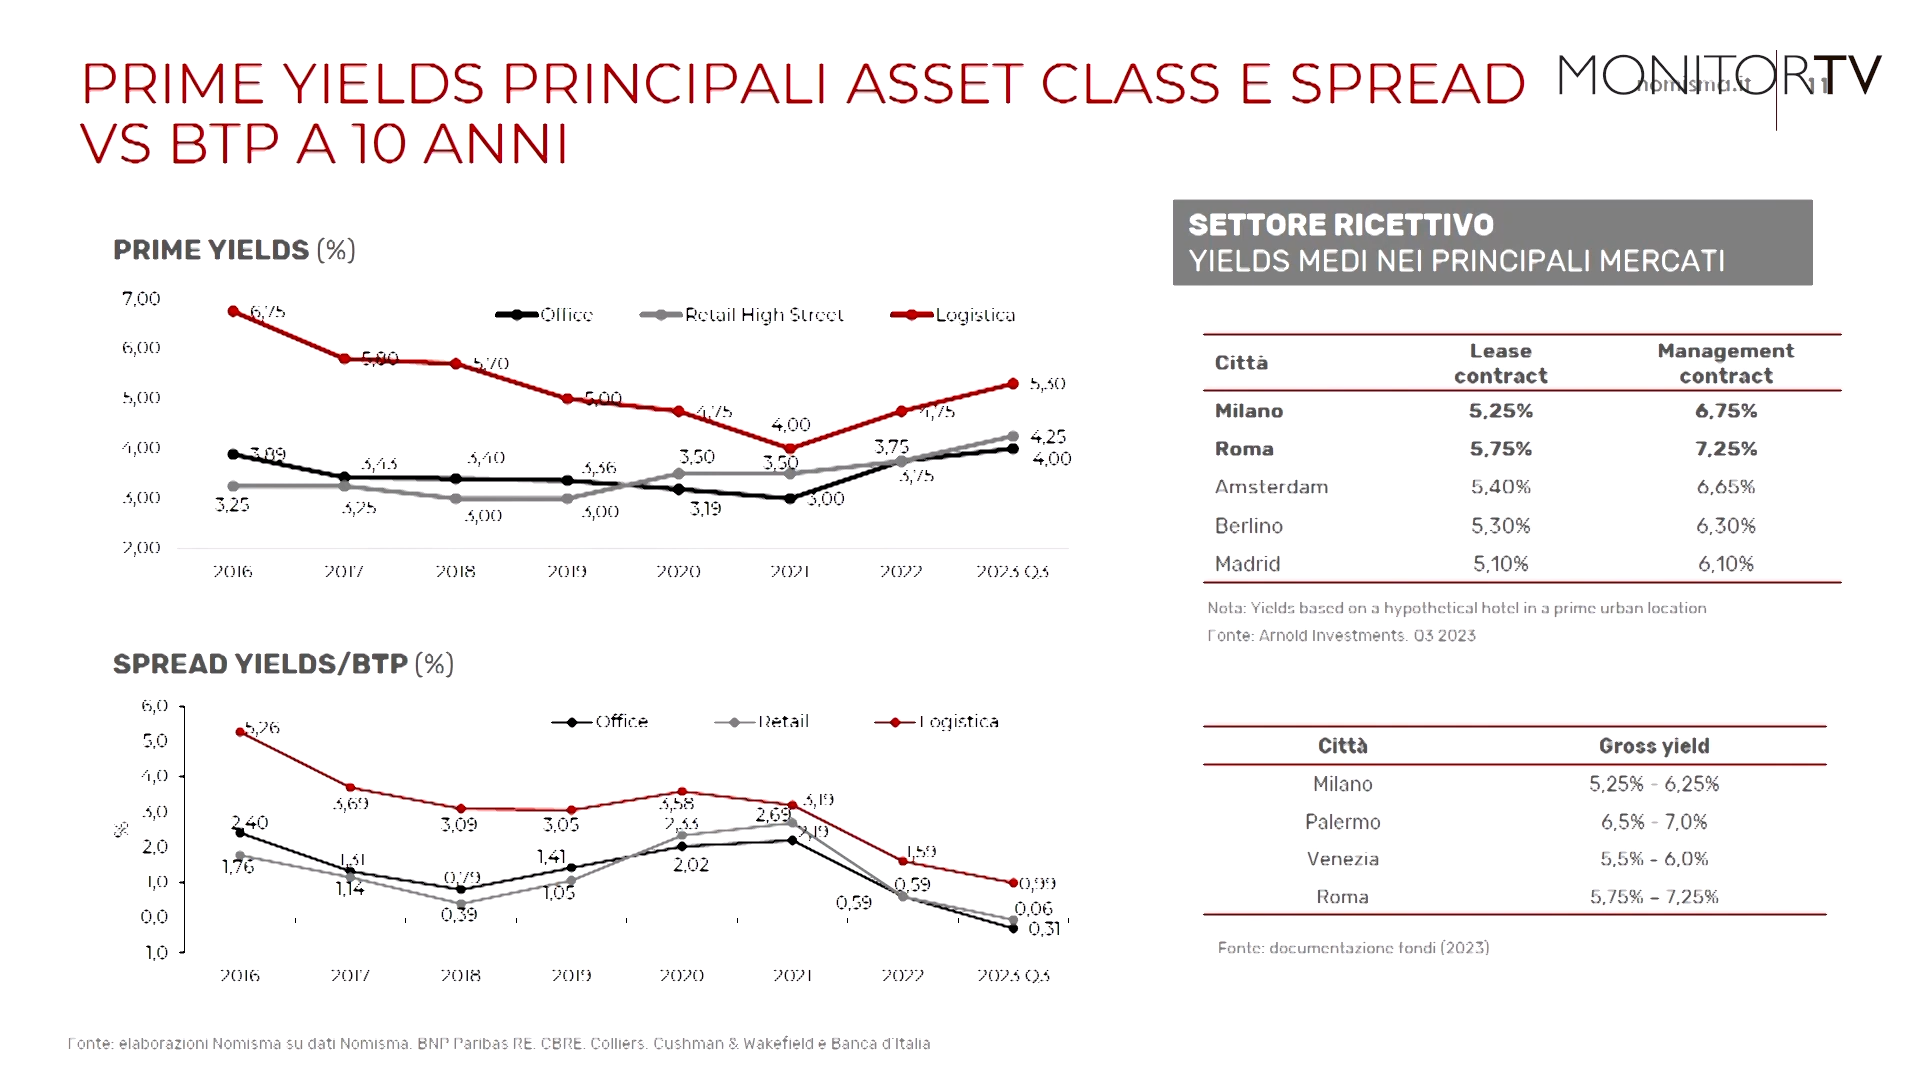 PRIME YIELDS PRINCIPALI ASSET CLASS E SPREAD
VS BTP A 10 ANNI
MONITORTV
nomisma.it
11
PRIME YIELDS (%)
7,00
6,00
5,00
4,00
3,00
2,00
Office
Retail High Street
Logistica
6,75
5,80
5,70
5,00
4,75
4,00
4,75
5,30
3,89
3,43
3,40
3,36
3,50
3,50
3,75
4,25
4,00
3,25
3,25
3,00
3,00
3,19
3,00
3,75
2016
2017
2018
2019
2020
2021
2022
2023 Q3
SPREAD YIELDS/BTP (%)
%
6,0
5,0
4,0
3,0
2,0
1,0
0,0
1,0
Office
Retail
Logistica
5,26
3,69
3,09
3,05
3,58
3,19
1,59
0,99
2,40
1,31
0,79
1,41
2,33
2,69
2,19
0,59
0,06
1,76
1,14
0,39
1,05
2,02
0,59
0,31
2016
2017
2018
2019
2020
2021
2022
2023 Q3
Fonte: elaborazioni Nomisma su dati Nomisma, BNP Paribas RE, CBRE, Colliers, Cushman & Wakefield e Banca d'Italia
SETTORE RICETTIVO
YIELDS MEDI NEI PRINCIPALI MERCATI
Città Lease contract Management contract
Milano 5,25% 6,75%
Roma 5,75% 7,25%
Amsterdam 5,40% 6,65%
Berlino 5,30% 6,30%
Madrid 5,10% 6,10%
Nota: Yields based on a hypothetical hotel in a prime urban location
Fonte: Arnold Investments, Q3 2023
Città Gross yield
Milano 5,25% - 6,25%
Palermo 6,5% - 7,0%
Venezia 5,5% - 6,0%
Roma 5,75% – 7,25%
Fonte: documentazione fondi (2023)